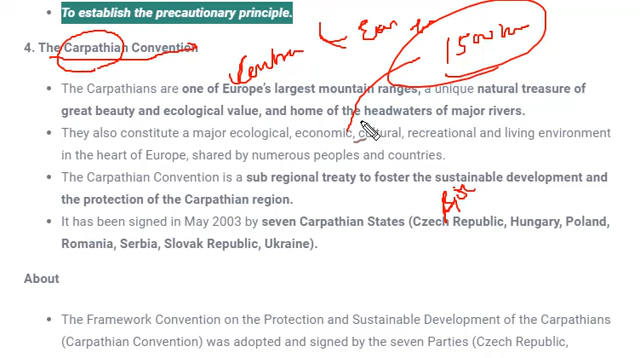 • To establish the precautionary principle.
4. The Carpathian Convention
1500 km
• The Carpathians are one of Europe's largest mountain ranges, a unique natural treasure of
great beauty and ecological value, and home of the headwaters of major rivers.
• They also constitute a major ecological, economic, cultural, recreational and living environment
in the heart of Europe, shared by numerous peoples and countries.
• The Carpathian Convention is a sub regional treaty to foster the sustainable development and
the protection of the Carpathian region.
• It has been signed in May 2003 by seven Carpathian States (Czech Republic, Hungary, Poland,
Romania, Serbia, Slovak Republic, Ukraine).
About
• The Framework Convention on the Protection and Sustainable Development of the Carpathians
(Carpathian Convention) was adopted and signed by the seven Parties (Czech Republic,